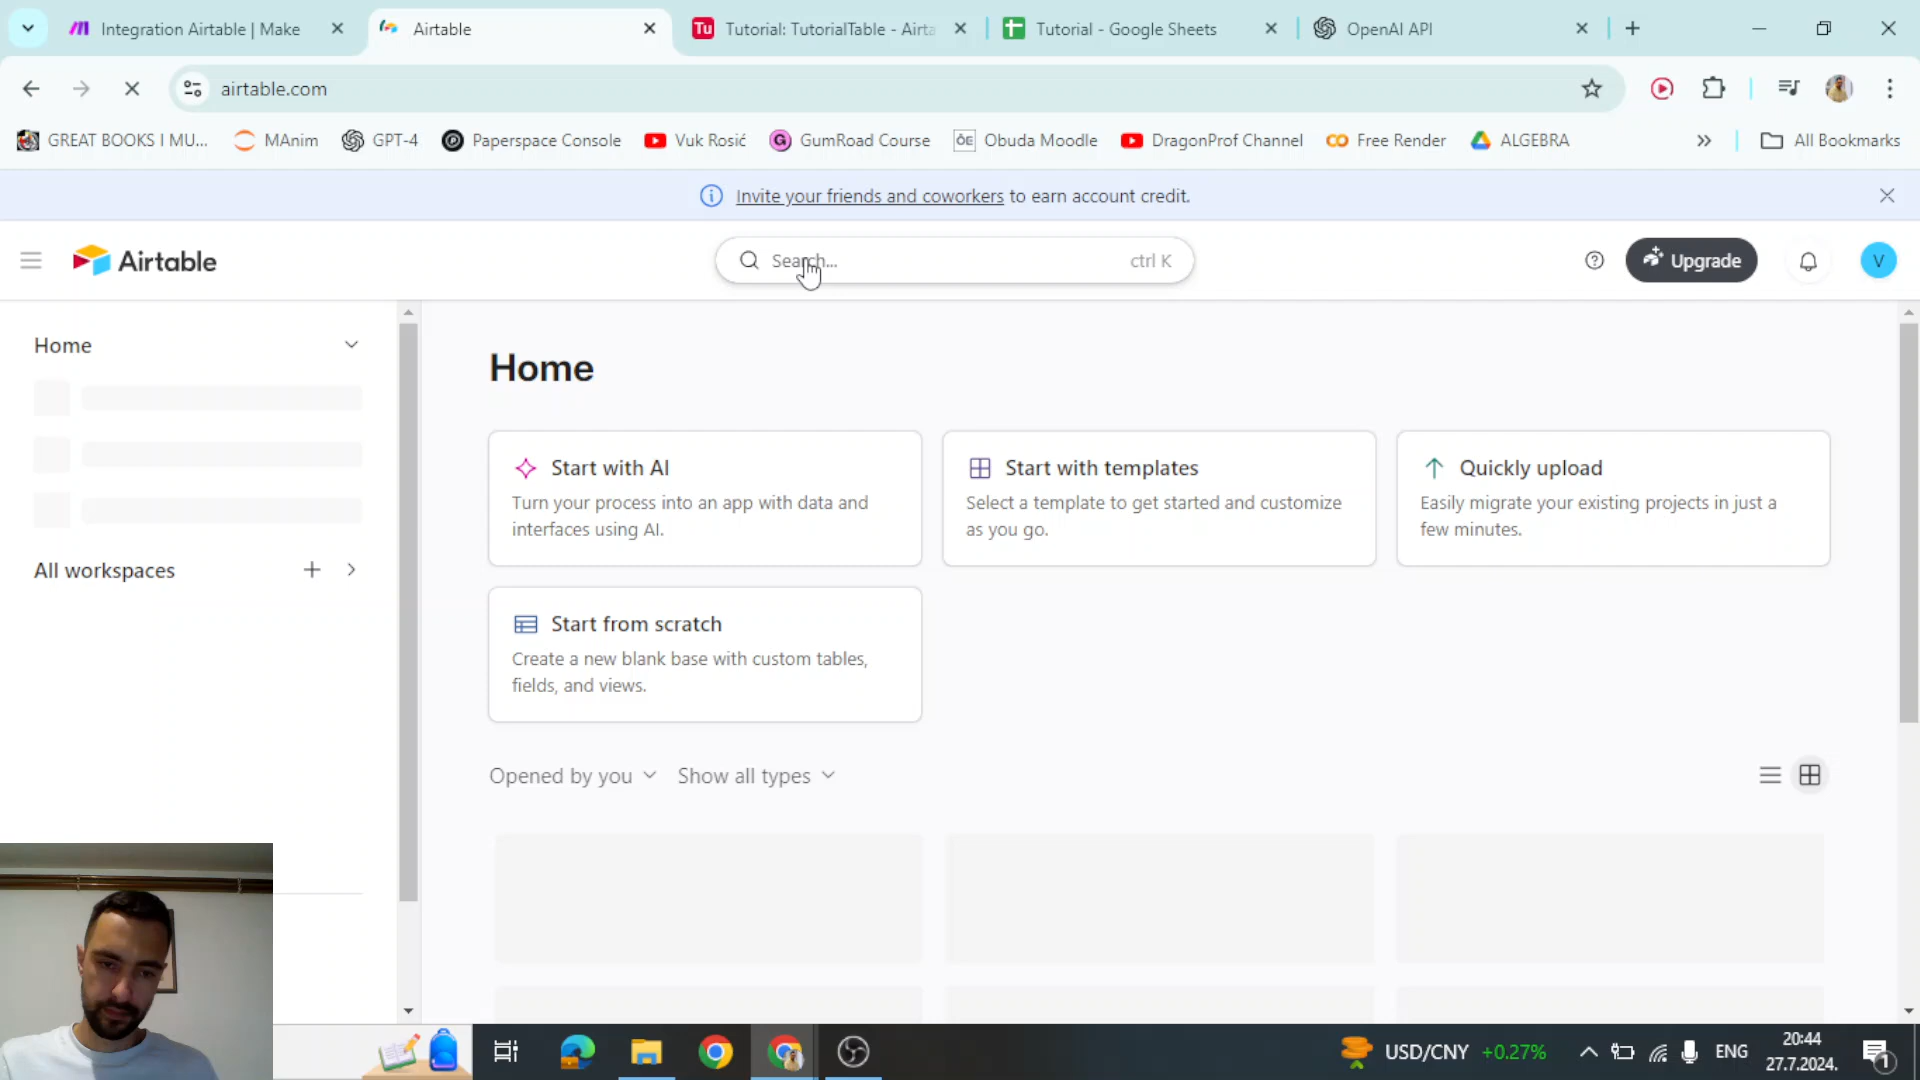 Integration Airtable | Make
Airtable
Tu
Tutorial: TutorialTable - Airta
Tutorial - Google Sheets
OpenAI API
airtable.com
GREAT BOOKS I MU...
MAnim
GPT-4
Paperspace Console
Vuk Rosić
G
GumRoad Course
ÓE
Obuda Moodle
DragonProf Channel
CO
Free Render
ALGEBRA
All Bookmarks
Invite your friends and coworkers to earn account credit.
Airtable
Search...
ctrl K
Upgrade
V
Home
All workspaces
Home
Start with AI
Turn your process into an app with data and
interfaces using AI.
Start with templates
Select a template to get started and customize
as you go.
Quickly upload
Easily migrate your existing projects in just a
few minutes.
Start from scratch
Create a new blank base with custom tables,
fields, and views.
Opened by you
Show all types
USD/CNY +0.27%
ENG
20:44
27.7.2024.
1